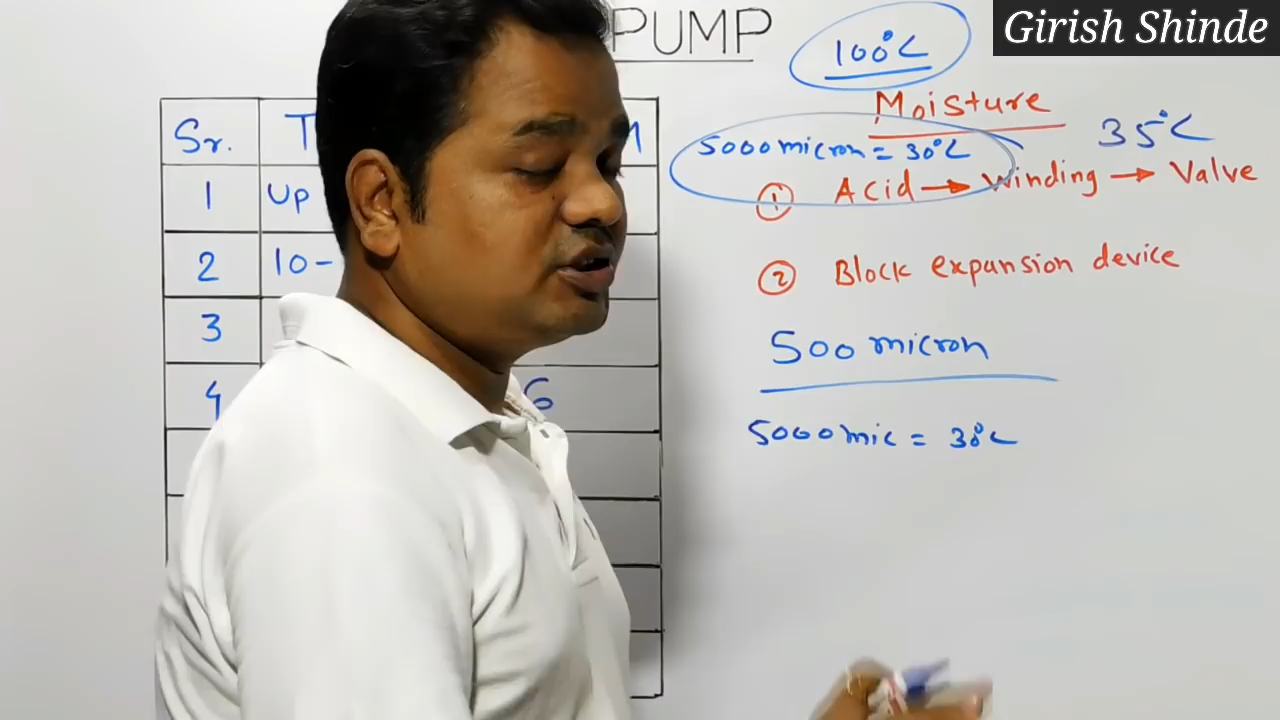 Girish Shinde
PUMP
100°C
Moisture
5000 micron = 30°C
35°C
① Acid → Winding → Valve
② Block expansion device
500 micron
5000 mic = 30°C
Sr.
1 Up
2 10-
3
4 6